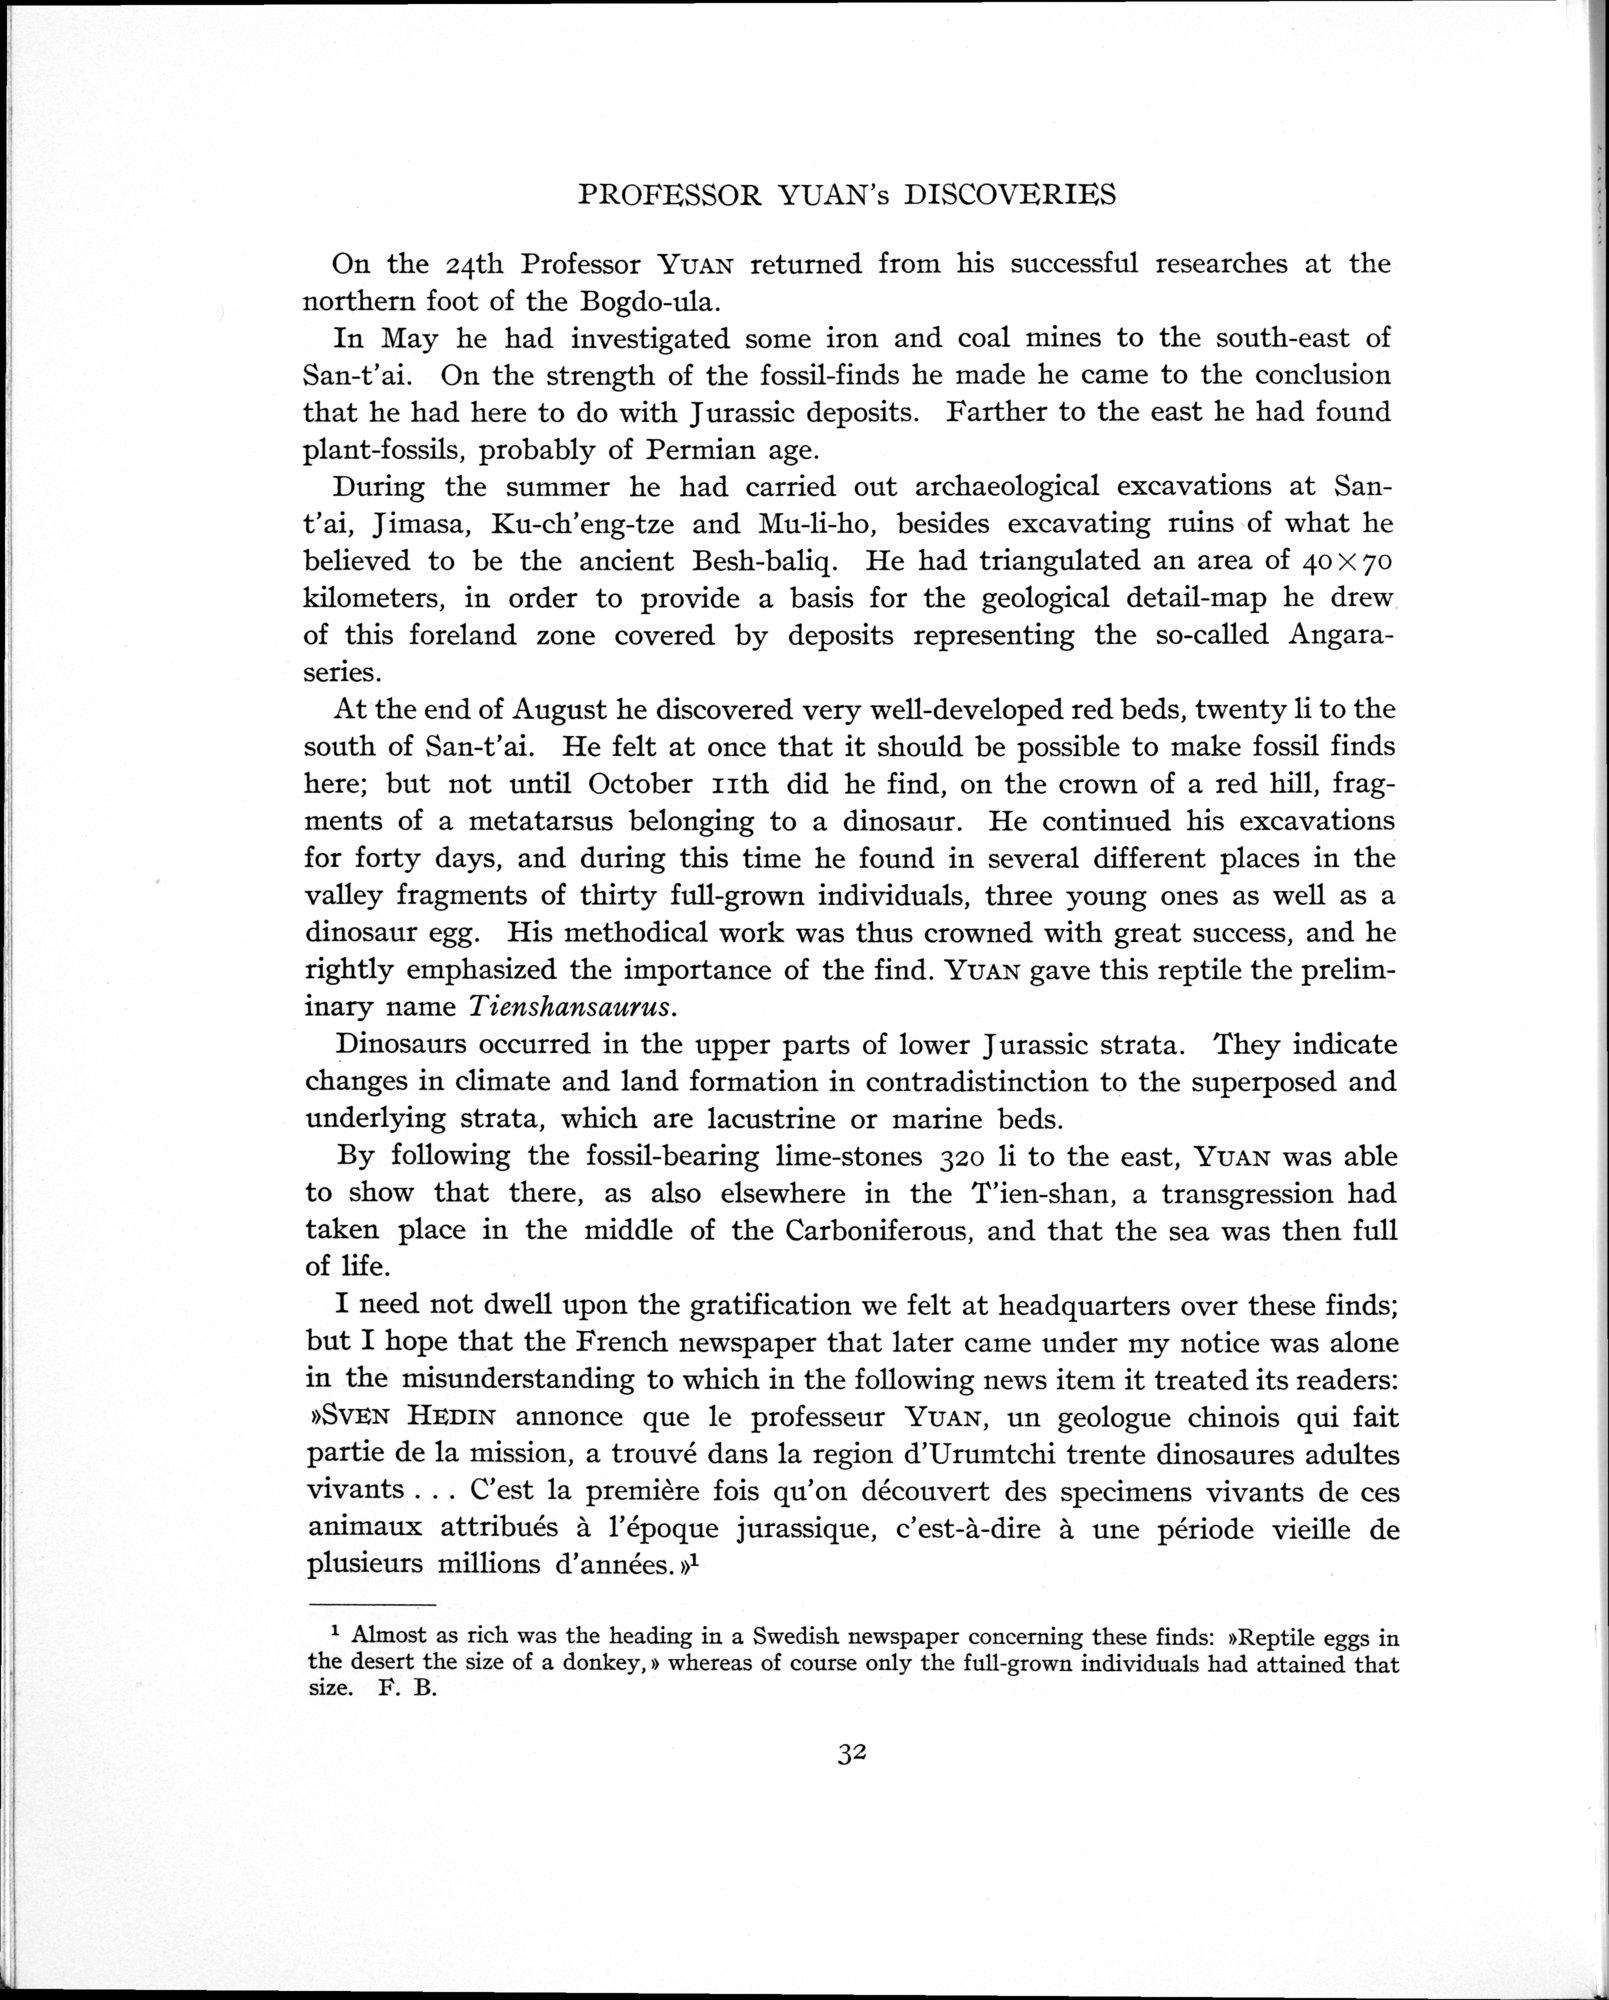 PROFESSOR YUAN's DISCOVERIES
On the 24th Professor YUAN returned from his successful researches at the
northern foot of the Bogdo-ula.
In May he had investigated some iron and coal mines to the south-east of
San-t'ai. On the strength of the fossil-finds he made he came to the conclusion
that he had here to do with Jurassic deposits. Farther to the east he had found
plant-fossils, probably of Permian age.
During the summer he had carried out archaeological excavations at San-
t'ai, Jimasa, Ku-ch'eng-tze and Mu-li-ho, besides excavating ruins of what he
believed to be the ancient Besh-baliq. He had triangulated an area of 40×70
kilometers, in order to provide a basis for the geological detail-map he drew
of this foreland zone covered by deposits representing the so-called Angara-
series.
At the end of August he discovered very well-developed red beds, twenty li to the
south of San-t'ai. He felt at once that it should be possible to make fossil finds
here; but not until October 11th did he find, on the crown of a red hill, frag-
ments of a metatarsus belonging to a dinosaur. He continued his excavations
for forty days, and during this time he found in several different places in the
valley fragments of thirty full-grown individuals, three young ones as well as a
dinosaur egg. His methodical work was thus crowned with great success, and he
rightly emphasized the importance of the find. YUAN gave this reptile the prelim-
inary name Tienshansaurus.
Dinosaurs occurred in the upper parts of lower Jurassic strata. They indicate
changes in climate and land formation in contradistinction to the superposed and
underlying strata, which are lacustrine or marine beds.
By following the fossil-bearing lime-stones 320 li to the east, YUAN was able
to show that there, as also elsewhere in the T'ien-shan, a transgression had
taken place in the middle of the Carboniferous, and that the sea was then full
of life.
I need not dwell upon the gratification we felt at headquarters over these finds;
but I hope that the French newspaper that later came under my notice was alone
in the misunderstanding to which in the following news item it treated its readers:
»SVEN HEDIN annonce que le professeur YUAN, un geologue chinois qui fait
partie de la mission, a trouvé dans la region d'Urumtchi trente dinosaures adultes
vivants . . . C'est la première fois qu'on découvert des specimens vivants de ces
animaux attribués à l'époque jurassique, c'est-à-dire à une période vieille de
plusieurs millions d'années.»¹
¹ Almost as rich was the heading in a Swedish newspaper concerning these finds: »Reptile eggs in
the desert the size of a donkey,» whereas of course only the full-grown individuals had attained that
size. F. B.
32